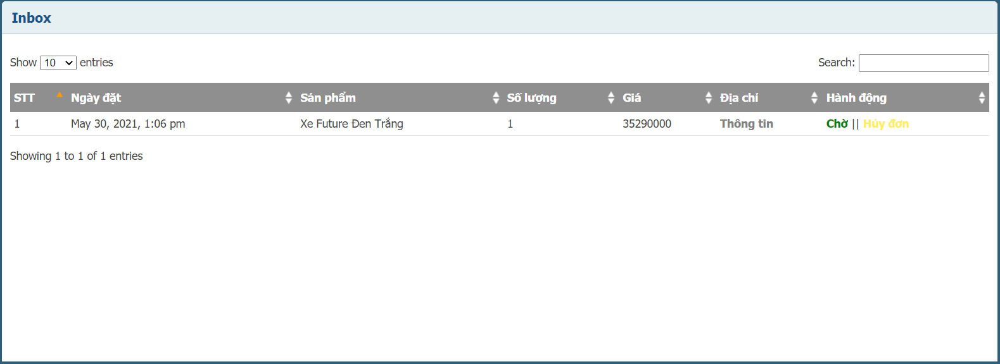 Inbox
Show 10 entries Search:
STT Ngày đặt Sản phẩm Số lượng Giá Địa chỉ Hành động
1 May 30, 2021, 1:06 pm Xe Future Đen Trắng 1 35290000 Thông tin Chờ || Hủy đơn
Showing 1 to 1 of 1 entries